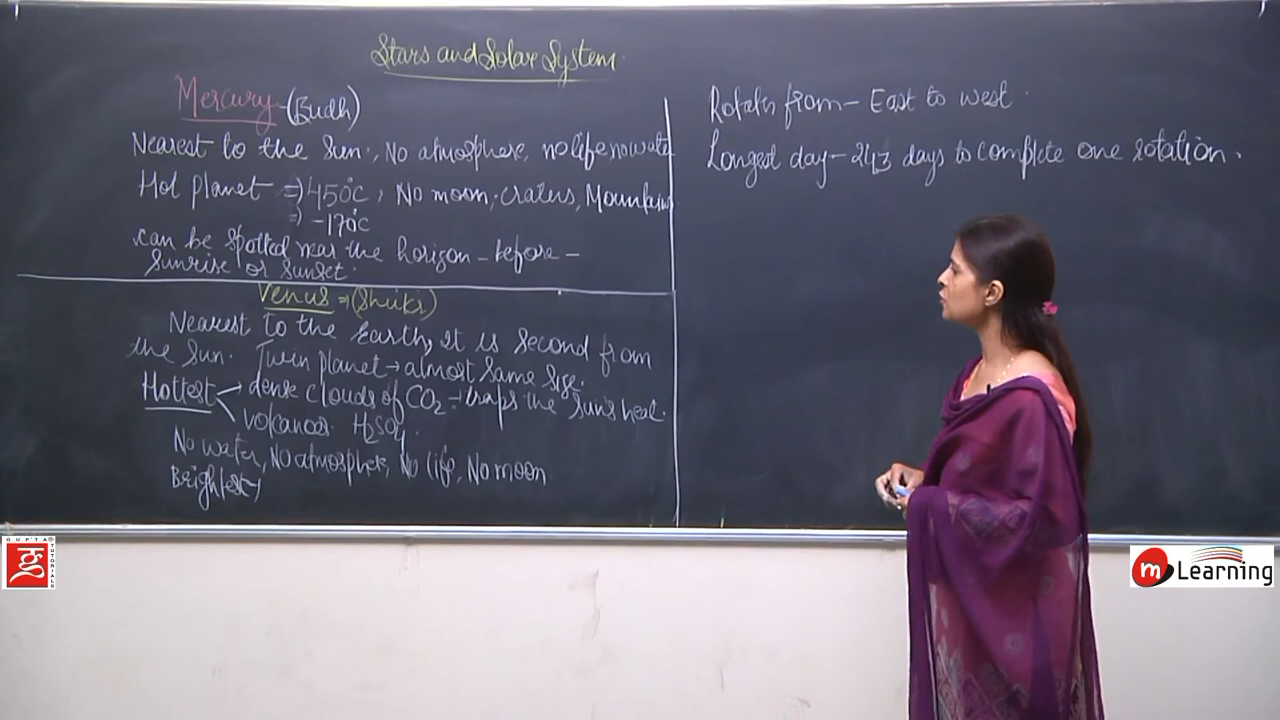 Stars and Solar System.
Mercury-(Budh)
Nearest to the Sun., No atmosphere, no life no water
Hot planet ⇒ 450°C, No moon, craters, Mountains
⇒ -170°C
can be spotted near the horizon - before -
sunrise or sunset.
Venus ⇒ (Shukr)
Nearest to the earth, It is second from
the Sun. Twin planet → almost same size.
Hottest dense clouds of CO2 → traps the Sun's heat.
volcanoes H2SO4.
No water, No atmosphere, No life, No moon
Brightest
Rotates from - East to west.
Longest day - 243 days to complete one rotation.
GUPTA TUTORIALS
m Learning